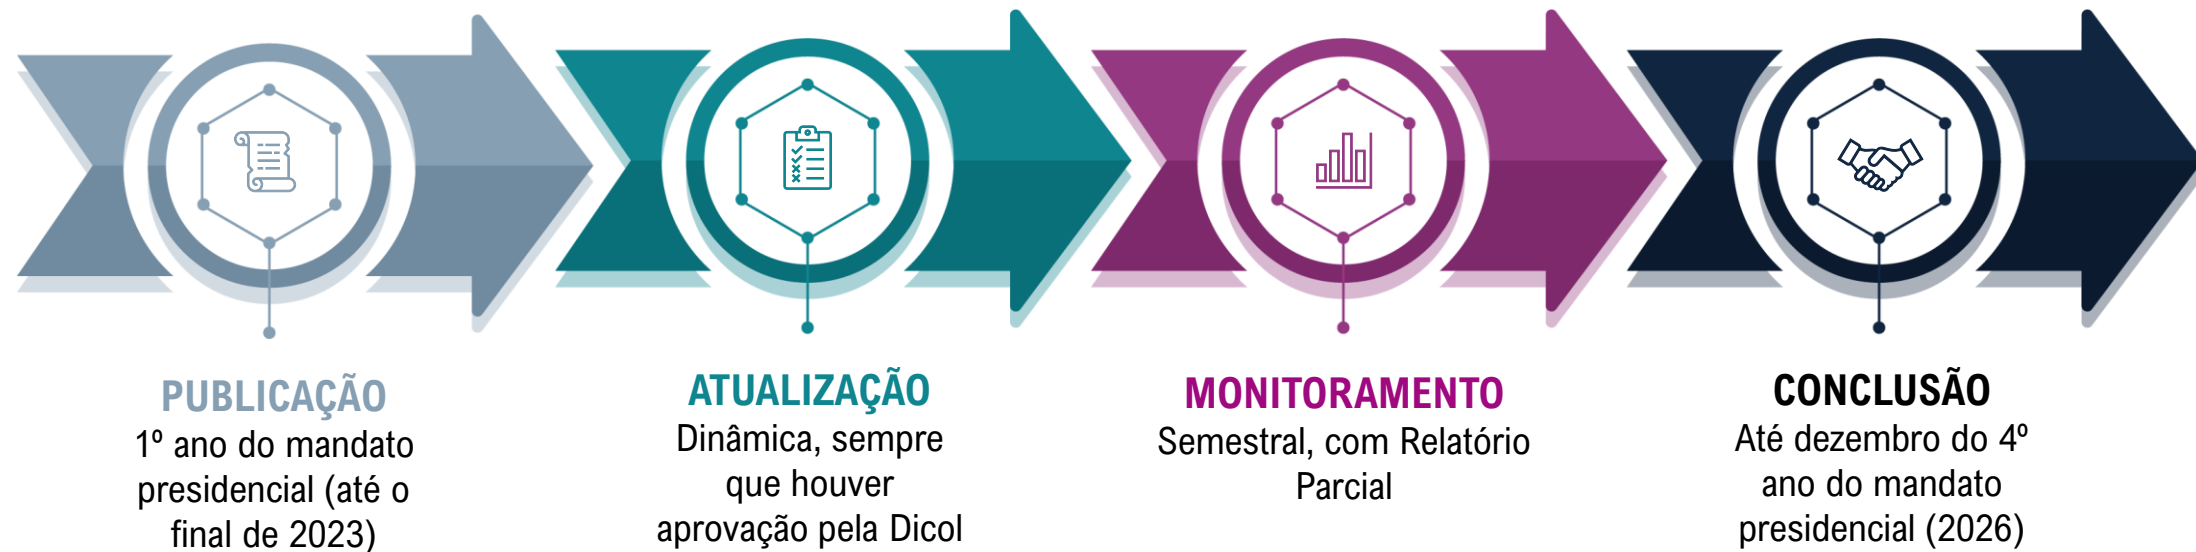 PUBLICAÇÃO
1º ano do mandato
presidencial (até o
final de 2023)
ATUALIZAÇÃO
Dinâmica, sempre
que houver
aprovação pela Dicol
MONITORAMENTO
Semestral, com Relatório
Parcial
CONCLUSÃO
Até dezembro do 4º
ano do mandato
presidencial (2026)